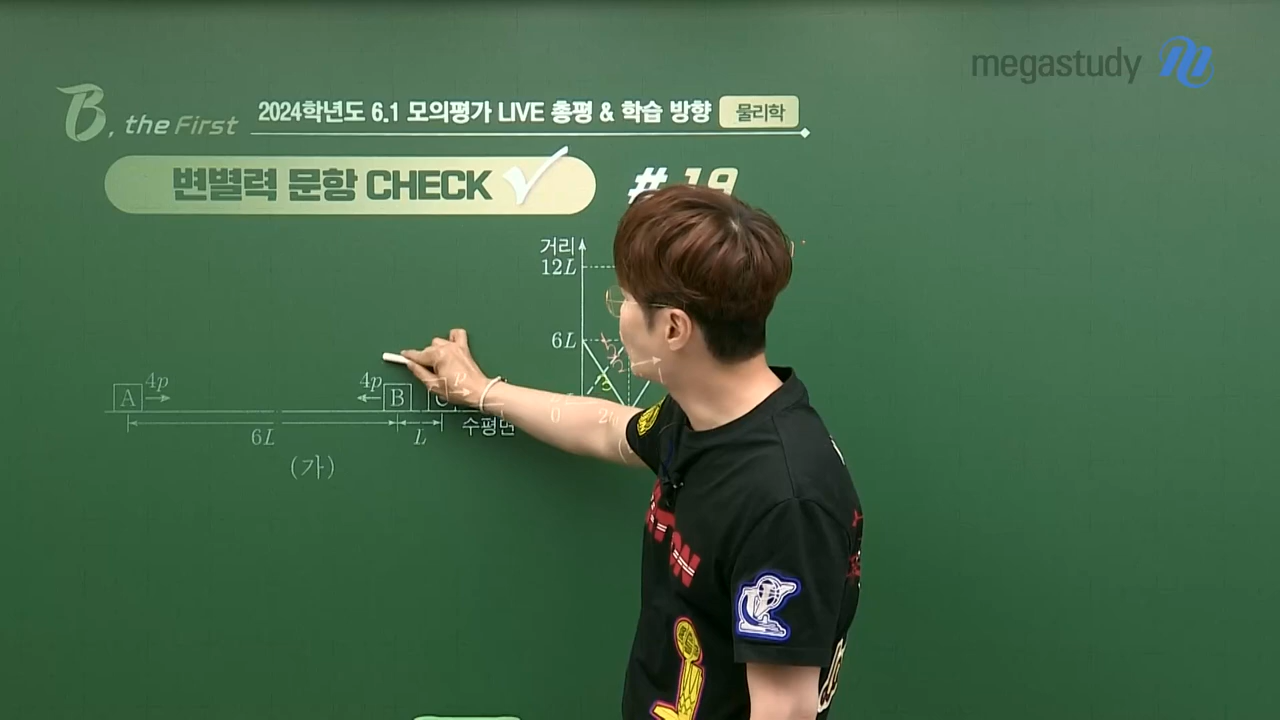 megastudy
B, the First
2024학년도 6.1 모의평가 LIVE 총평 & 학습 방향
물리학
변별력 문항 CHECK
# 19
거리
12L
6L
0
A
4p
4p
B
C
p
6L
L
수평면
(가)